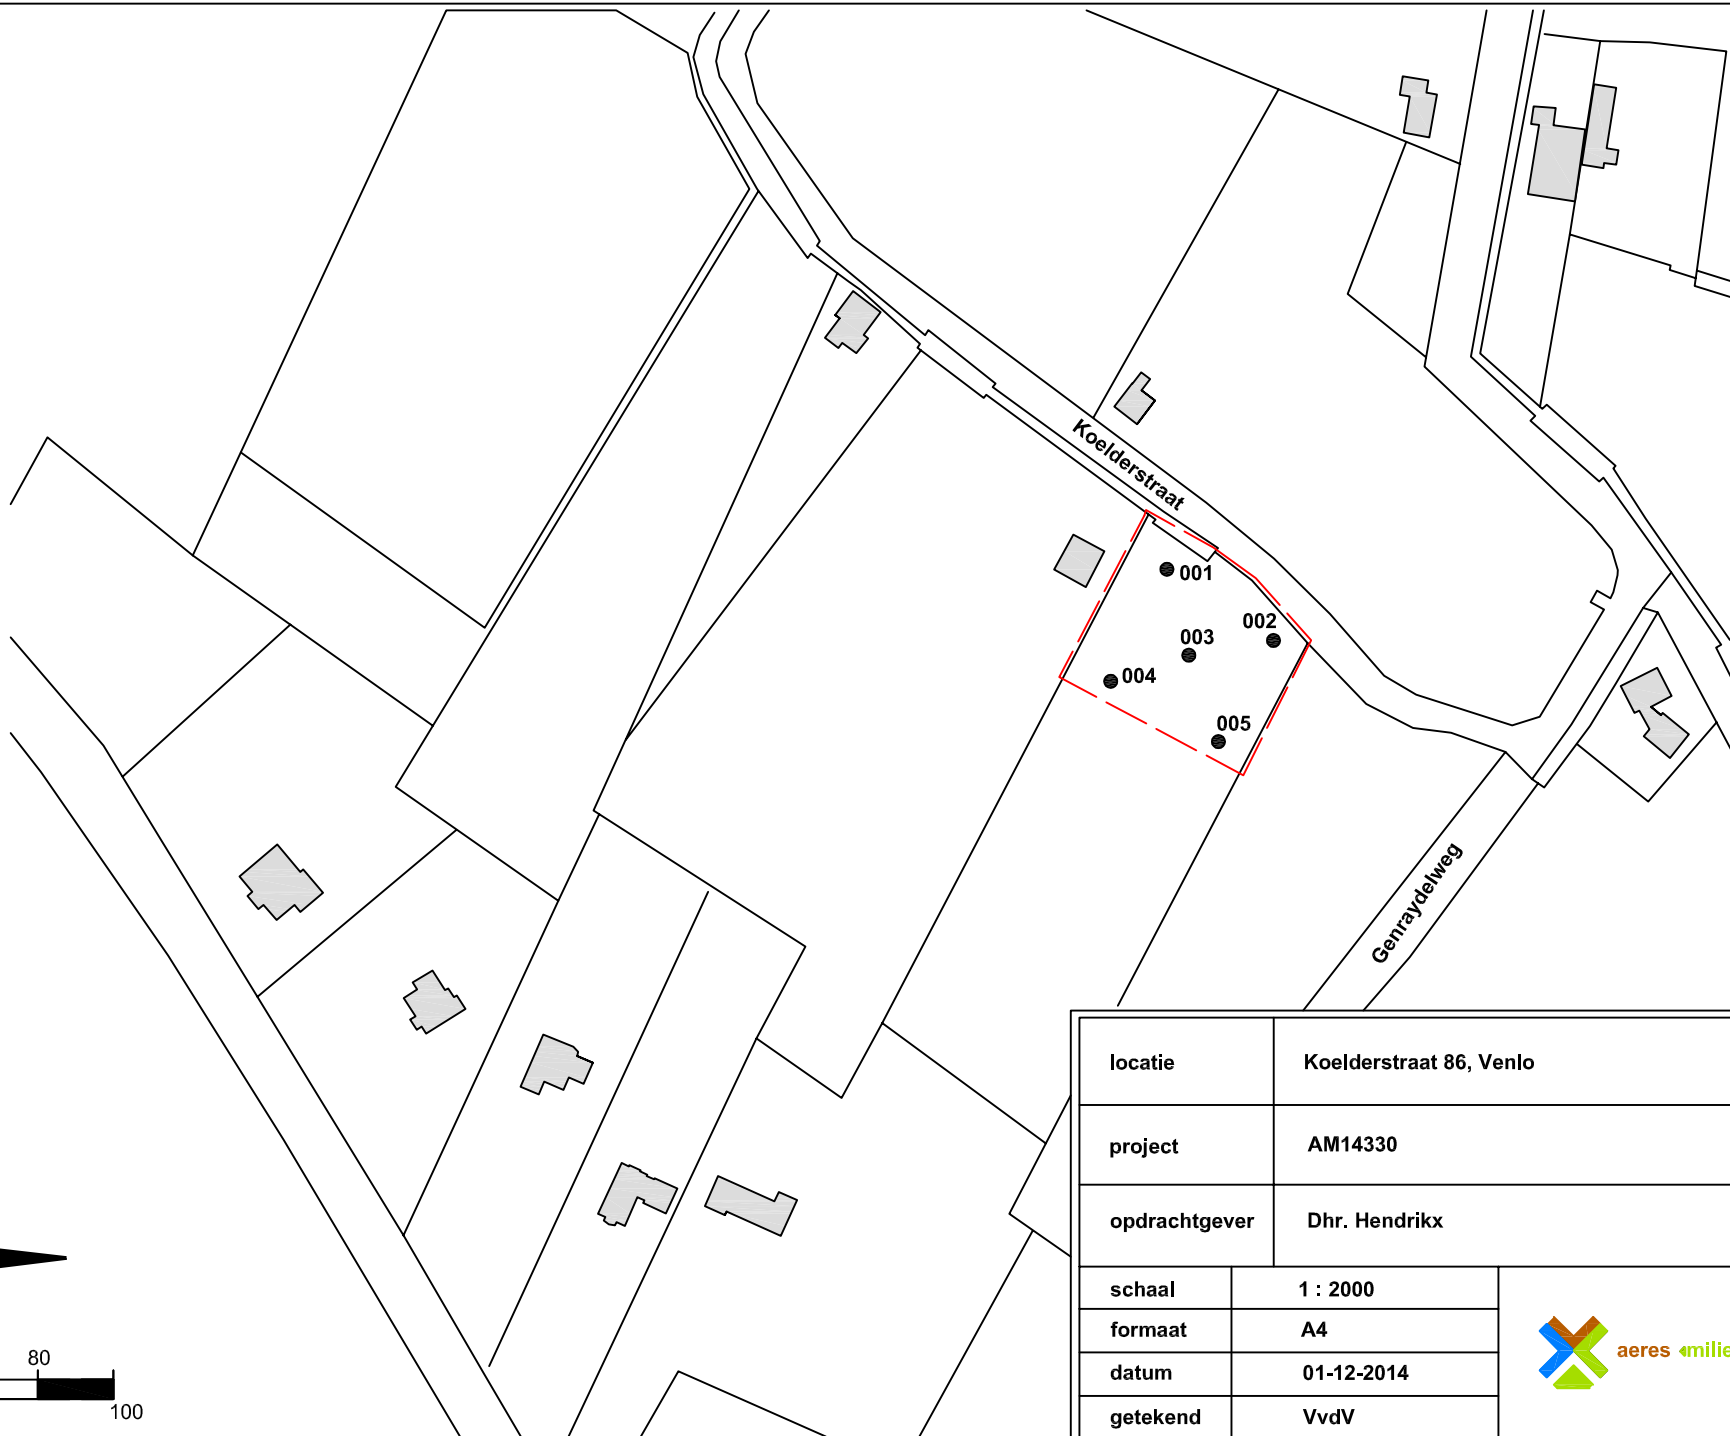 Koelderstraat
001
002
003
004
005
Genraydelweg
locatie Koelderstraat 86, Venlo
project AM14330
opdrachtgever Dhr. Hendrikx
schaal 1 : 2000
formaat A4
datum 01-12-2014
getekend VvdV
aeres milie
80
100